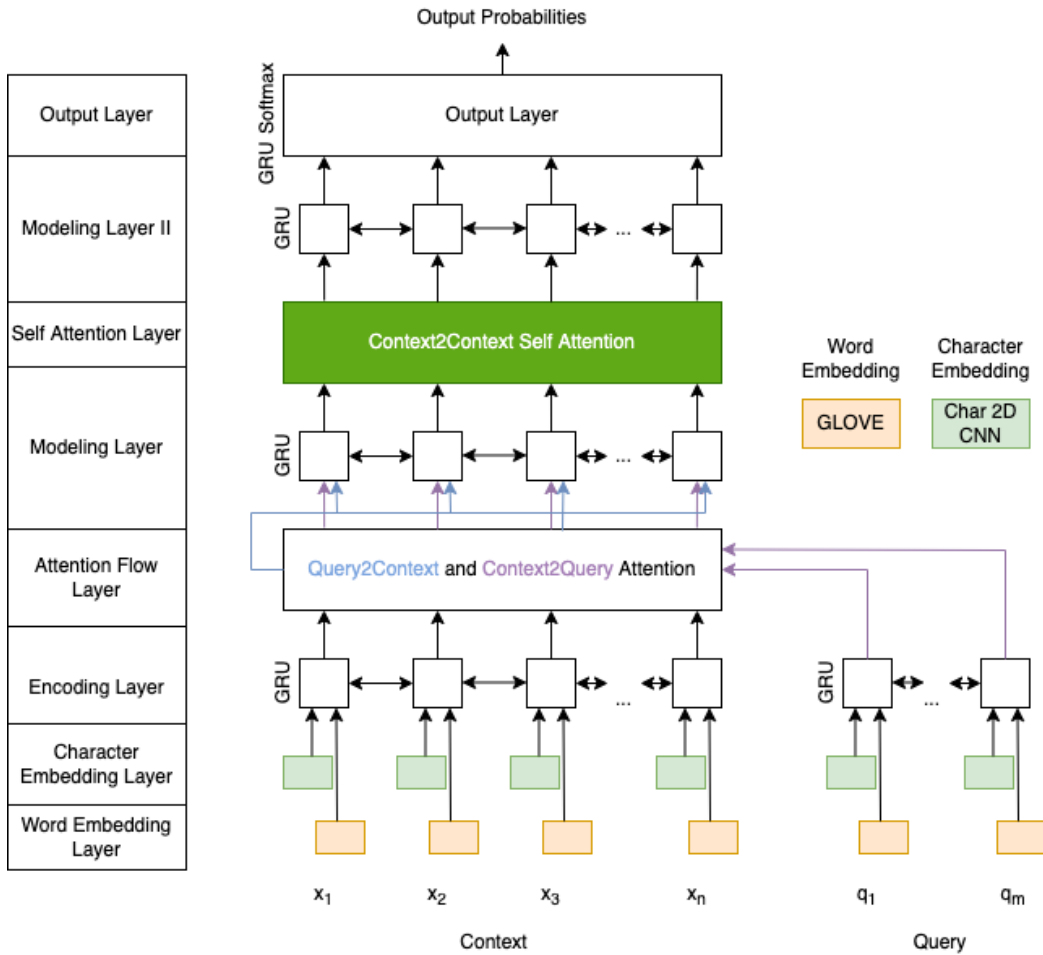 Output Probabilities
Output Layer
GRU Softmax
Output Layer
Modeling Layer II
GRU
...
Self Attention Layer
Context2Context Self Attention
Word
Embedding
Character
Embedding
GLOVE
Char 2D
CNN
Modeling Layer
GRU
...
Attention Flow
Layer
Query2Context and Context2Query Attention
Encoding Layer
GRU
...
GRU
...
Character
Embedding Layer
Word Embedding
Layer
x₁ x₂ x₃ xₙ q₁ qₘ
Context Query